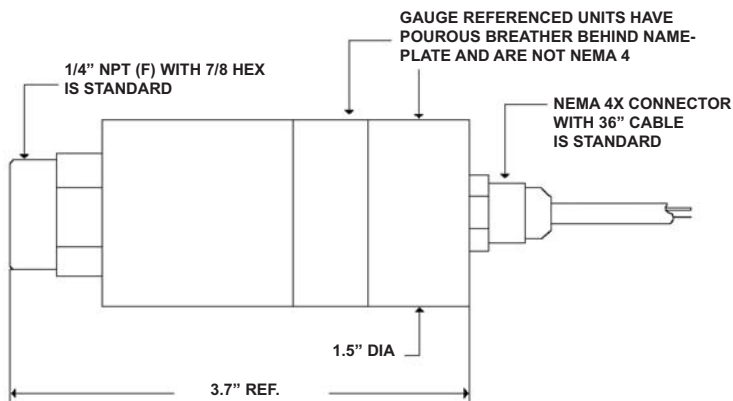 GAUGE REFERENCED UNITS HAVE
POUROUS BREATHER BEHIND NAME-
PLATE AND ARE NOT NEMA 4
1/4” NPT (F) WITH 7/8 HEX
IS STANDARD
NEMA 4X CONNECTOR
WITH 36” CABLE
IS STANDARD
1.5” DIA
3.7” REF.